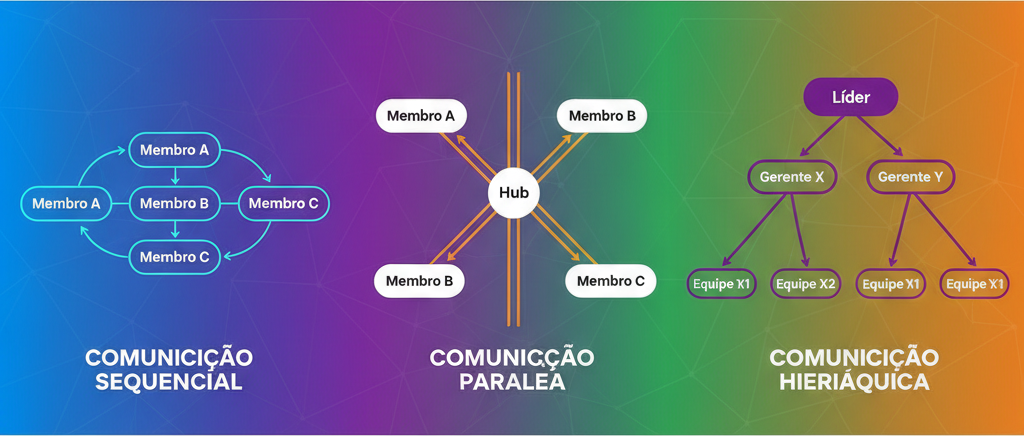 Membro A
Membro A
Membro B
Membro C
Membro C
COMUNICIÇÃO
SEQUENCIAL
Membro A
Membro B
Hub
Membro B
Membro C
COMUNICÇÇÃO
PARALEA
Líder
Gerente X
Gerente Y
Equipe X1
Equipe X2
Equipe X1
Equipe X1
COMUNICIÇÃO
HIERIÁQUICA